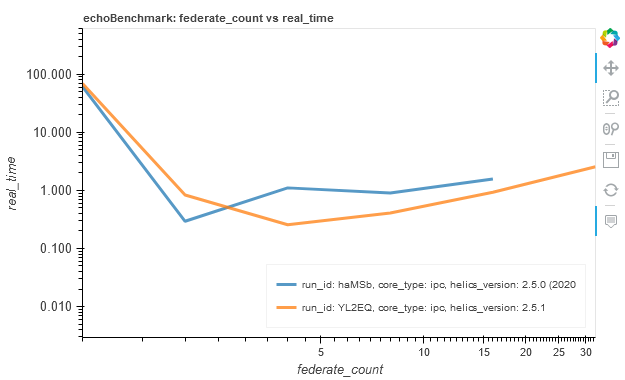 echoBenchmark: federate_count vs real_time
100.000
10.000
1.000
0.100
0.010
real_time
run_id: haMSb, core_type: ipc, helics_version: 2.5.0 (2020
run_id: YL2EQ, core_type: ipc, helics_version: 2.5.1
5
10
15
20
25
30
federate_count